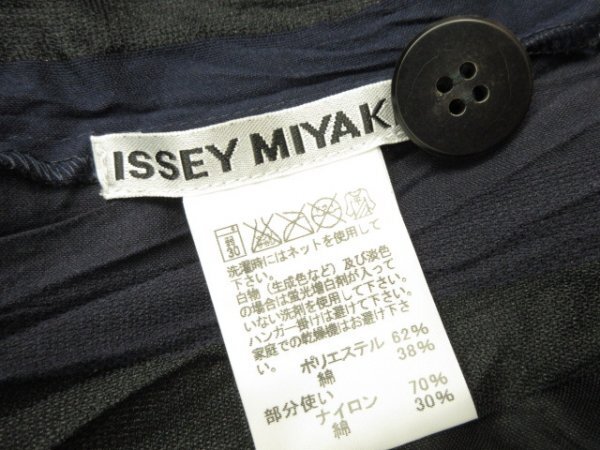 ISSEY MIYAK
弱
30
洗濯時にはネットを使用して
下さい。
白物(生成色など)及び淡色
の場合は蛍光増白剤が入って
いない洗剤を使用して下さい。
ハンガー掛けは避けて下さい。
家庭での乾燥機はお避け下さい
ポリエステル 62%
綿 38%
部分使い
ナイロン 70%
綿 30%